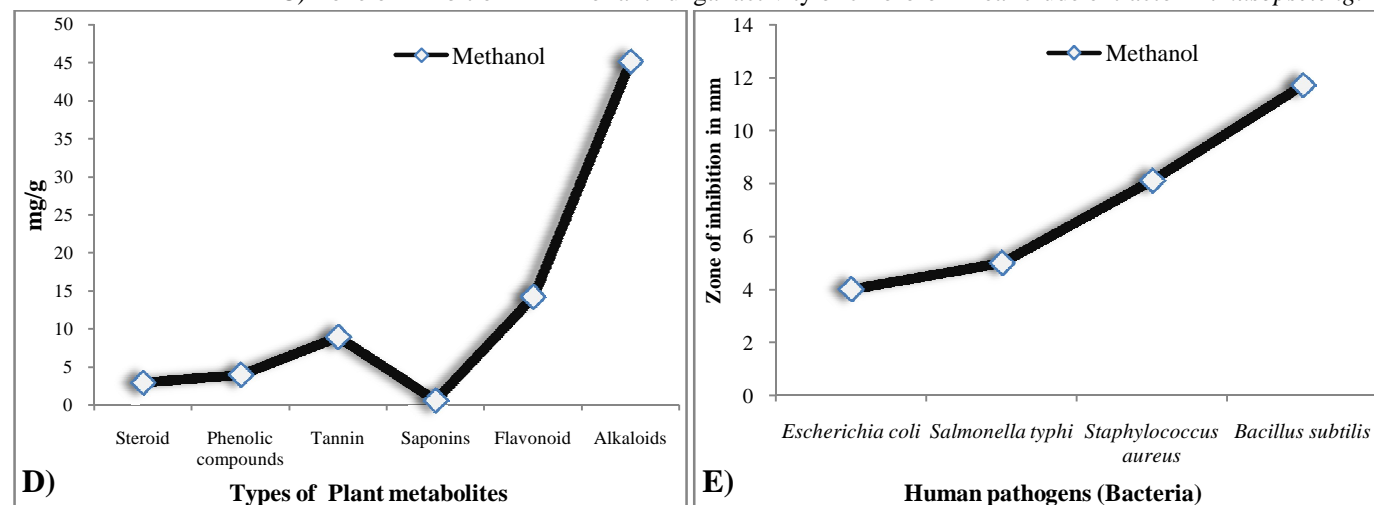 50
45
40
35
30
25
20
15
10
5
0
mg/g
Methanol
Steroid
Phenolic
compounds
Tannin
Saponins
Flavonoid
Alkaloids
D)
Types of Plant metabolites
14
12
10
8
6
4
2
0
Zone of inhibition in mm
Methanol
Escherichia coli
Salmonella typhi
Staphylococcus
aureus
Bacillus subtilis
E)
Human pathogens (Bacteria)